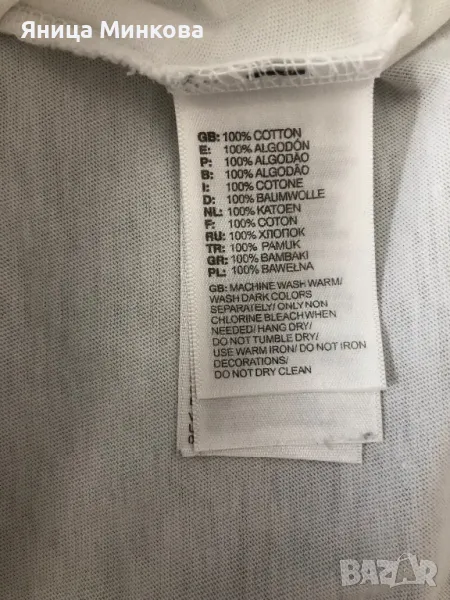 Яница Минкова
GB: 100% COTTON
E: 100% ALGODÓN
P: 100% ALGODÃO
B: 100% ALGODÃO
I: 100% COTONE
D: 100% BAUMWOLLE
NL: 100% KATOEN
F: 100% COTON
RU: 100% ХЛОПОК
TR: 100% PAMUK
GR: 100% BAMBAKI
PL: 100% BAWEŁNA
GB: MACHINE WASH WARM/
WASH DARK COLORS
SEPARATELY/ ONLY NON
CHLORINE BLEACH WHEN
NEEDED/ HANG DRY/
DO NOT TUMBLE DRY/
USE WARM IRON/ DO NOT IRON
DECORATIONS/
DO NOT DRY CLEAN
BAZAR